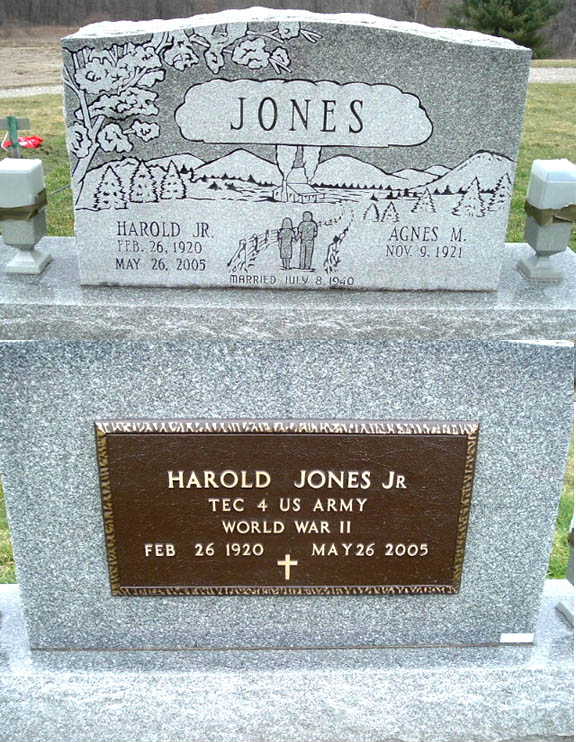 JONES
HAROLD JR.
FEB. 26, 1920
MAY 26, 2005
AGNES M.
NOV. 9, 1921
MARRIED JULY 8, 1940
HAROLD JONES JR
TEC 4 US ARMY
WORLD WAR II
FEB 26 1920 MAY 26 2005